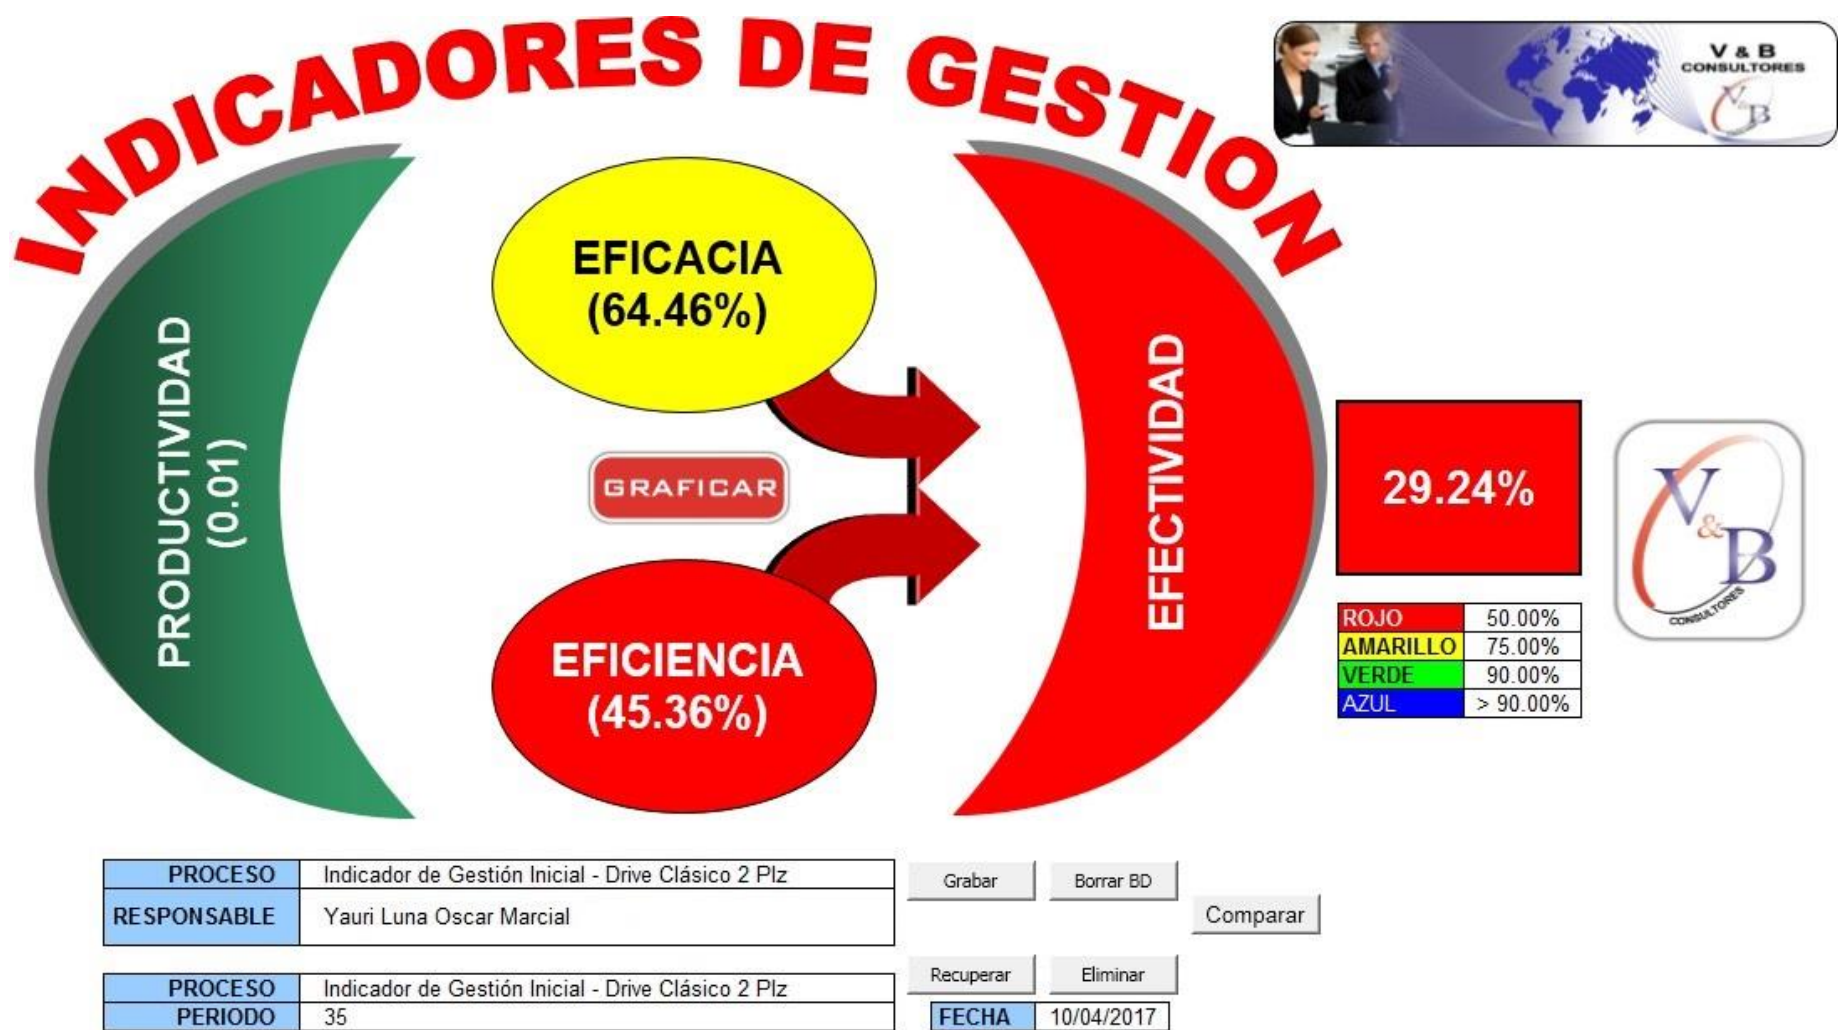 INDICADORES DE GESTION
V & B
CONSULTORES
V&B
PRODUCTIVIDAD
(0.01)
EFICACIA
(64.46%)
GRAFICAR
EFICIENCIA
(45.36%)
EFECTIVIDAD
29.24%
V&B
CONSULTORES
ROJO 50.00%
AMARILLO 75.00%
VERDE 90.00%
AZUL > 90.00%
PROCESO Indicador de Gestión Inicial - Drive Clásico 2 Plz
RESPONSABLE Yauri Luna Oscar Marcial
Grabar Borrar BD
Comparar
Recuperar Eliminar
PROCESO Indicador de Gestión Inicial - Drive Clásico 2 Plz
PERIODO 35
FECHA 10/04/2017